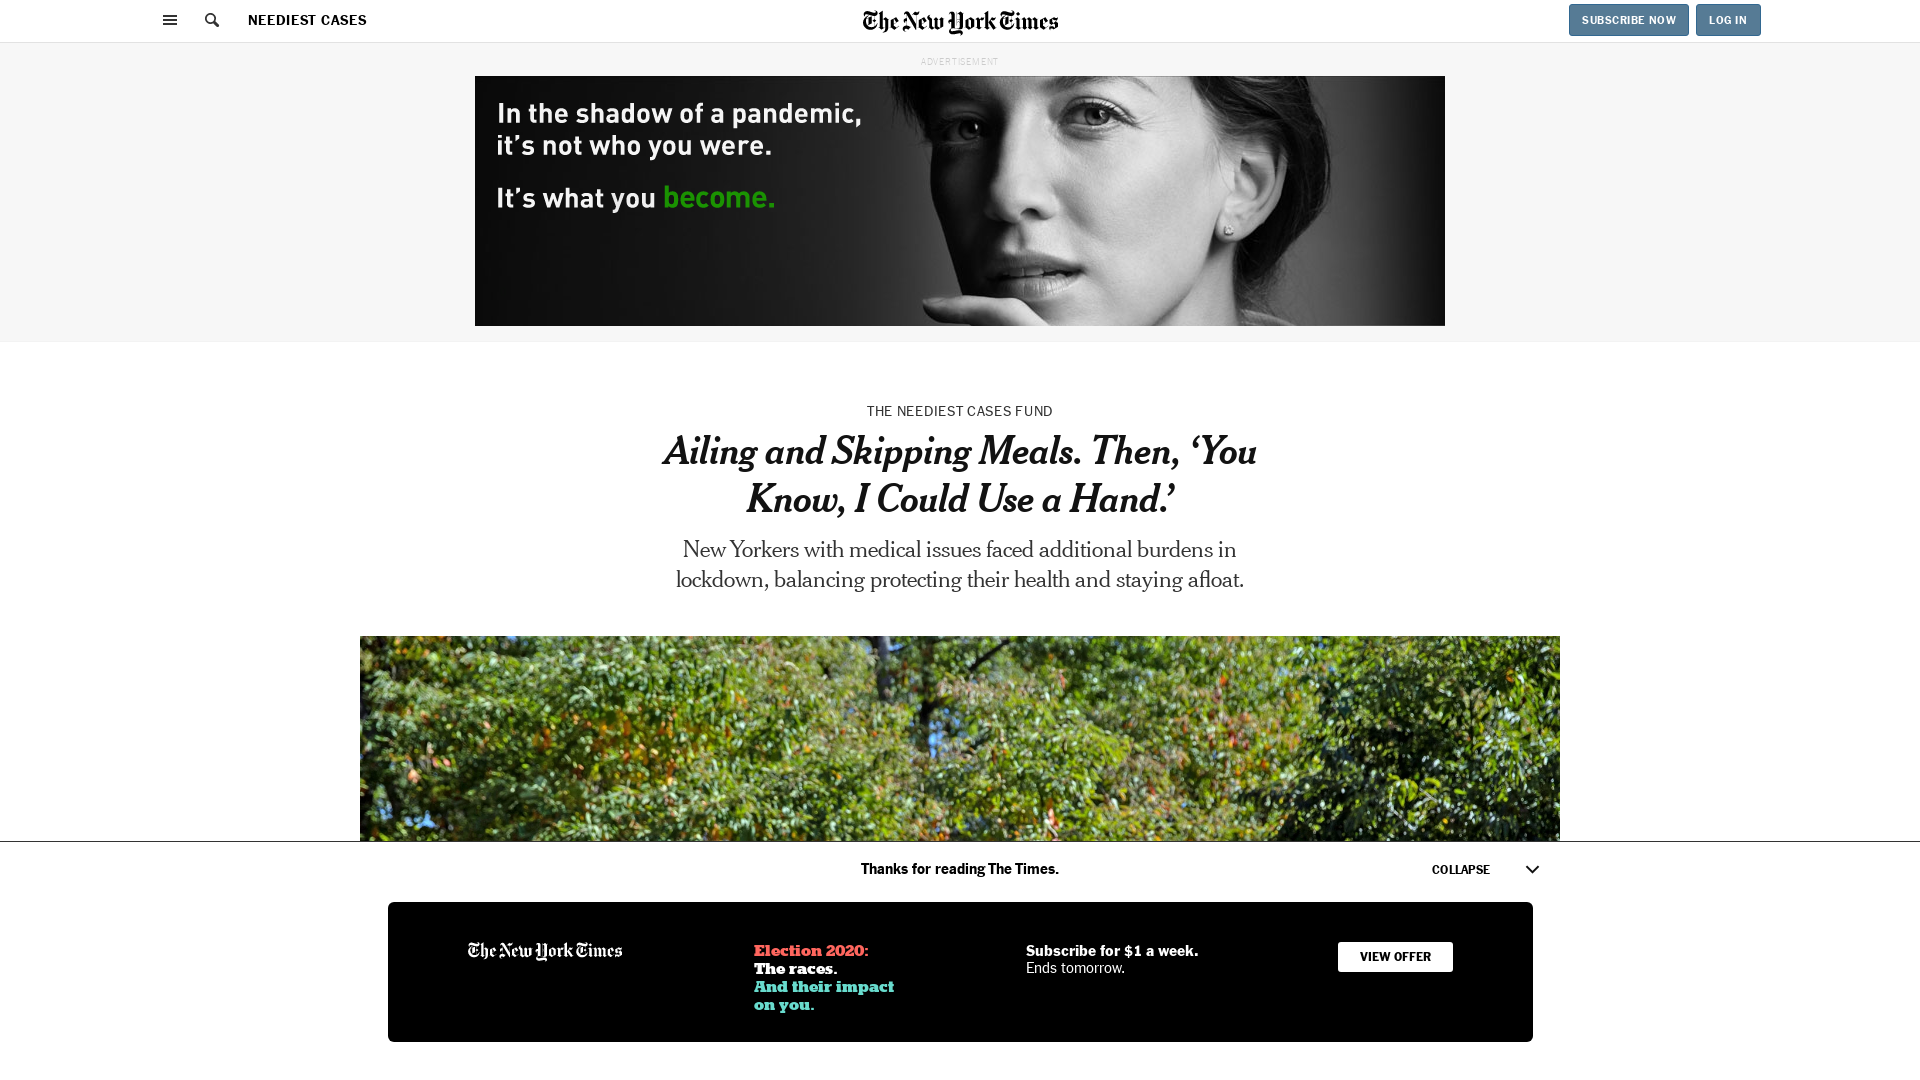 NEEDIEST CASES
The New York Times
SUBSCRIBE NOW
LOG IN
ADVERTISEMENT
In the shadow of a pandemic,
it's not who you were.
It's what you become.
THE NEEDIEST CASES FUND
Ailing and Skipping Meals. Then, ‘You
Know, I Could Use a Hand.’
New Yorkers with medical issues faced additional burdens in
lockdown, balancing protecting their health and staying afloat.
Thanks for reading The Times.
COLLAPSE
The New York Times
Election 2020:
The races.
And their impact
on you.
Subscribe for $1 a week.
Ends tomorrow.
VIEW OFFER